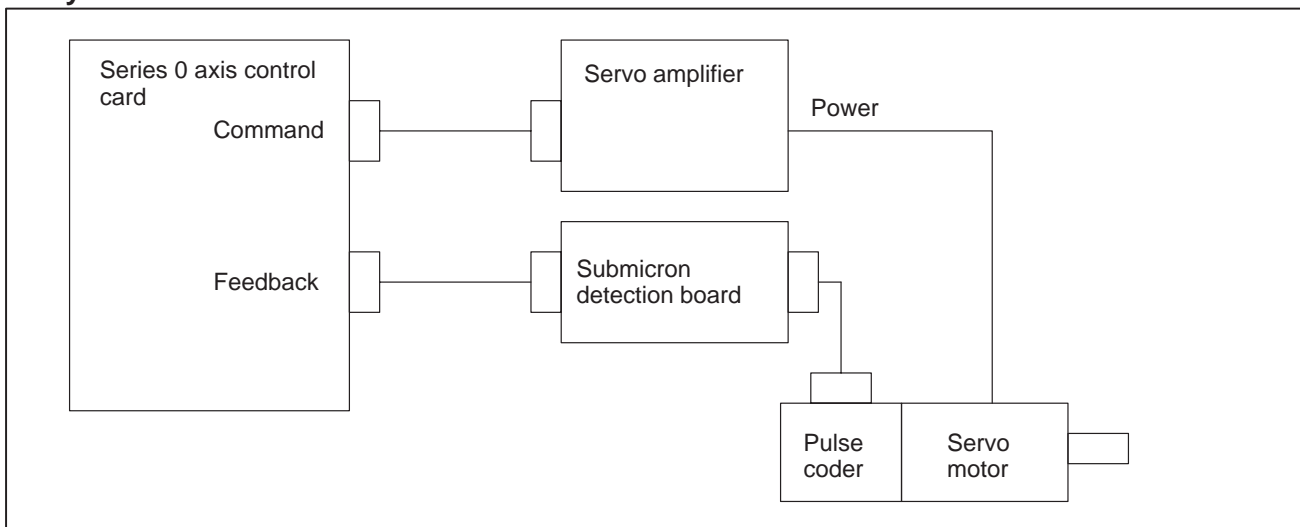 Series 0 axis control
card
Command
Feedback
Servo amplifier
Power
Submicron
detection board
Pulse
coder
Servo
motor